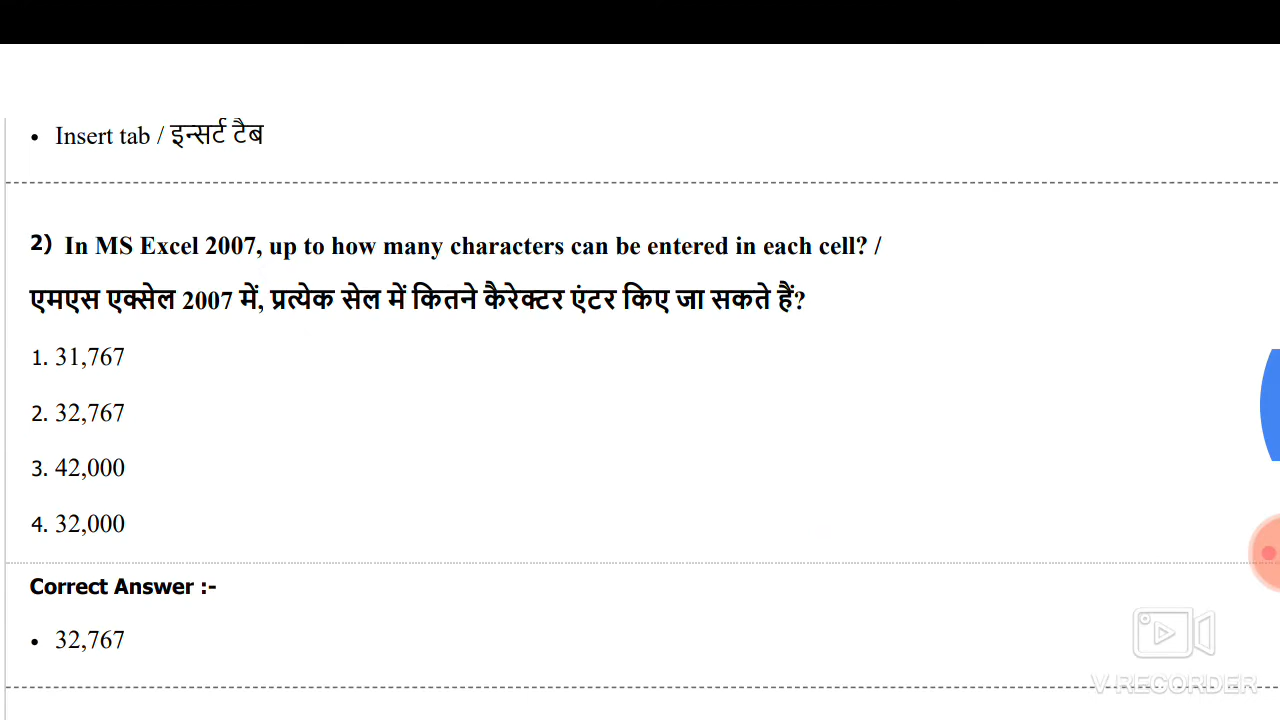 • Insert tab / इन्सर्ट टैब
2) In MS Excel 2007, up to how many characters can be entered in each cell? /
एमएस एक्सेल 2007 में, प्रत्येक सेल में कितने कैरेक्टर एंटर किए जा सकते हैं?
1. 31,767
2. 32,767
3. 42,000
4. 32,000
Correct Answer :-
• 32,767
V RECORDER